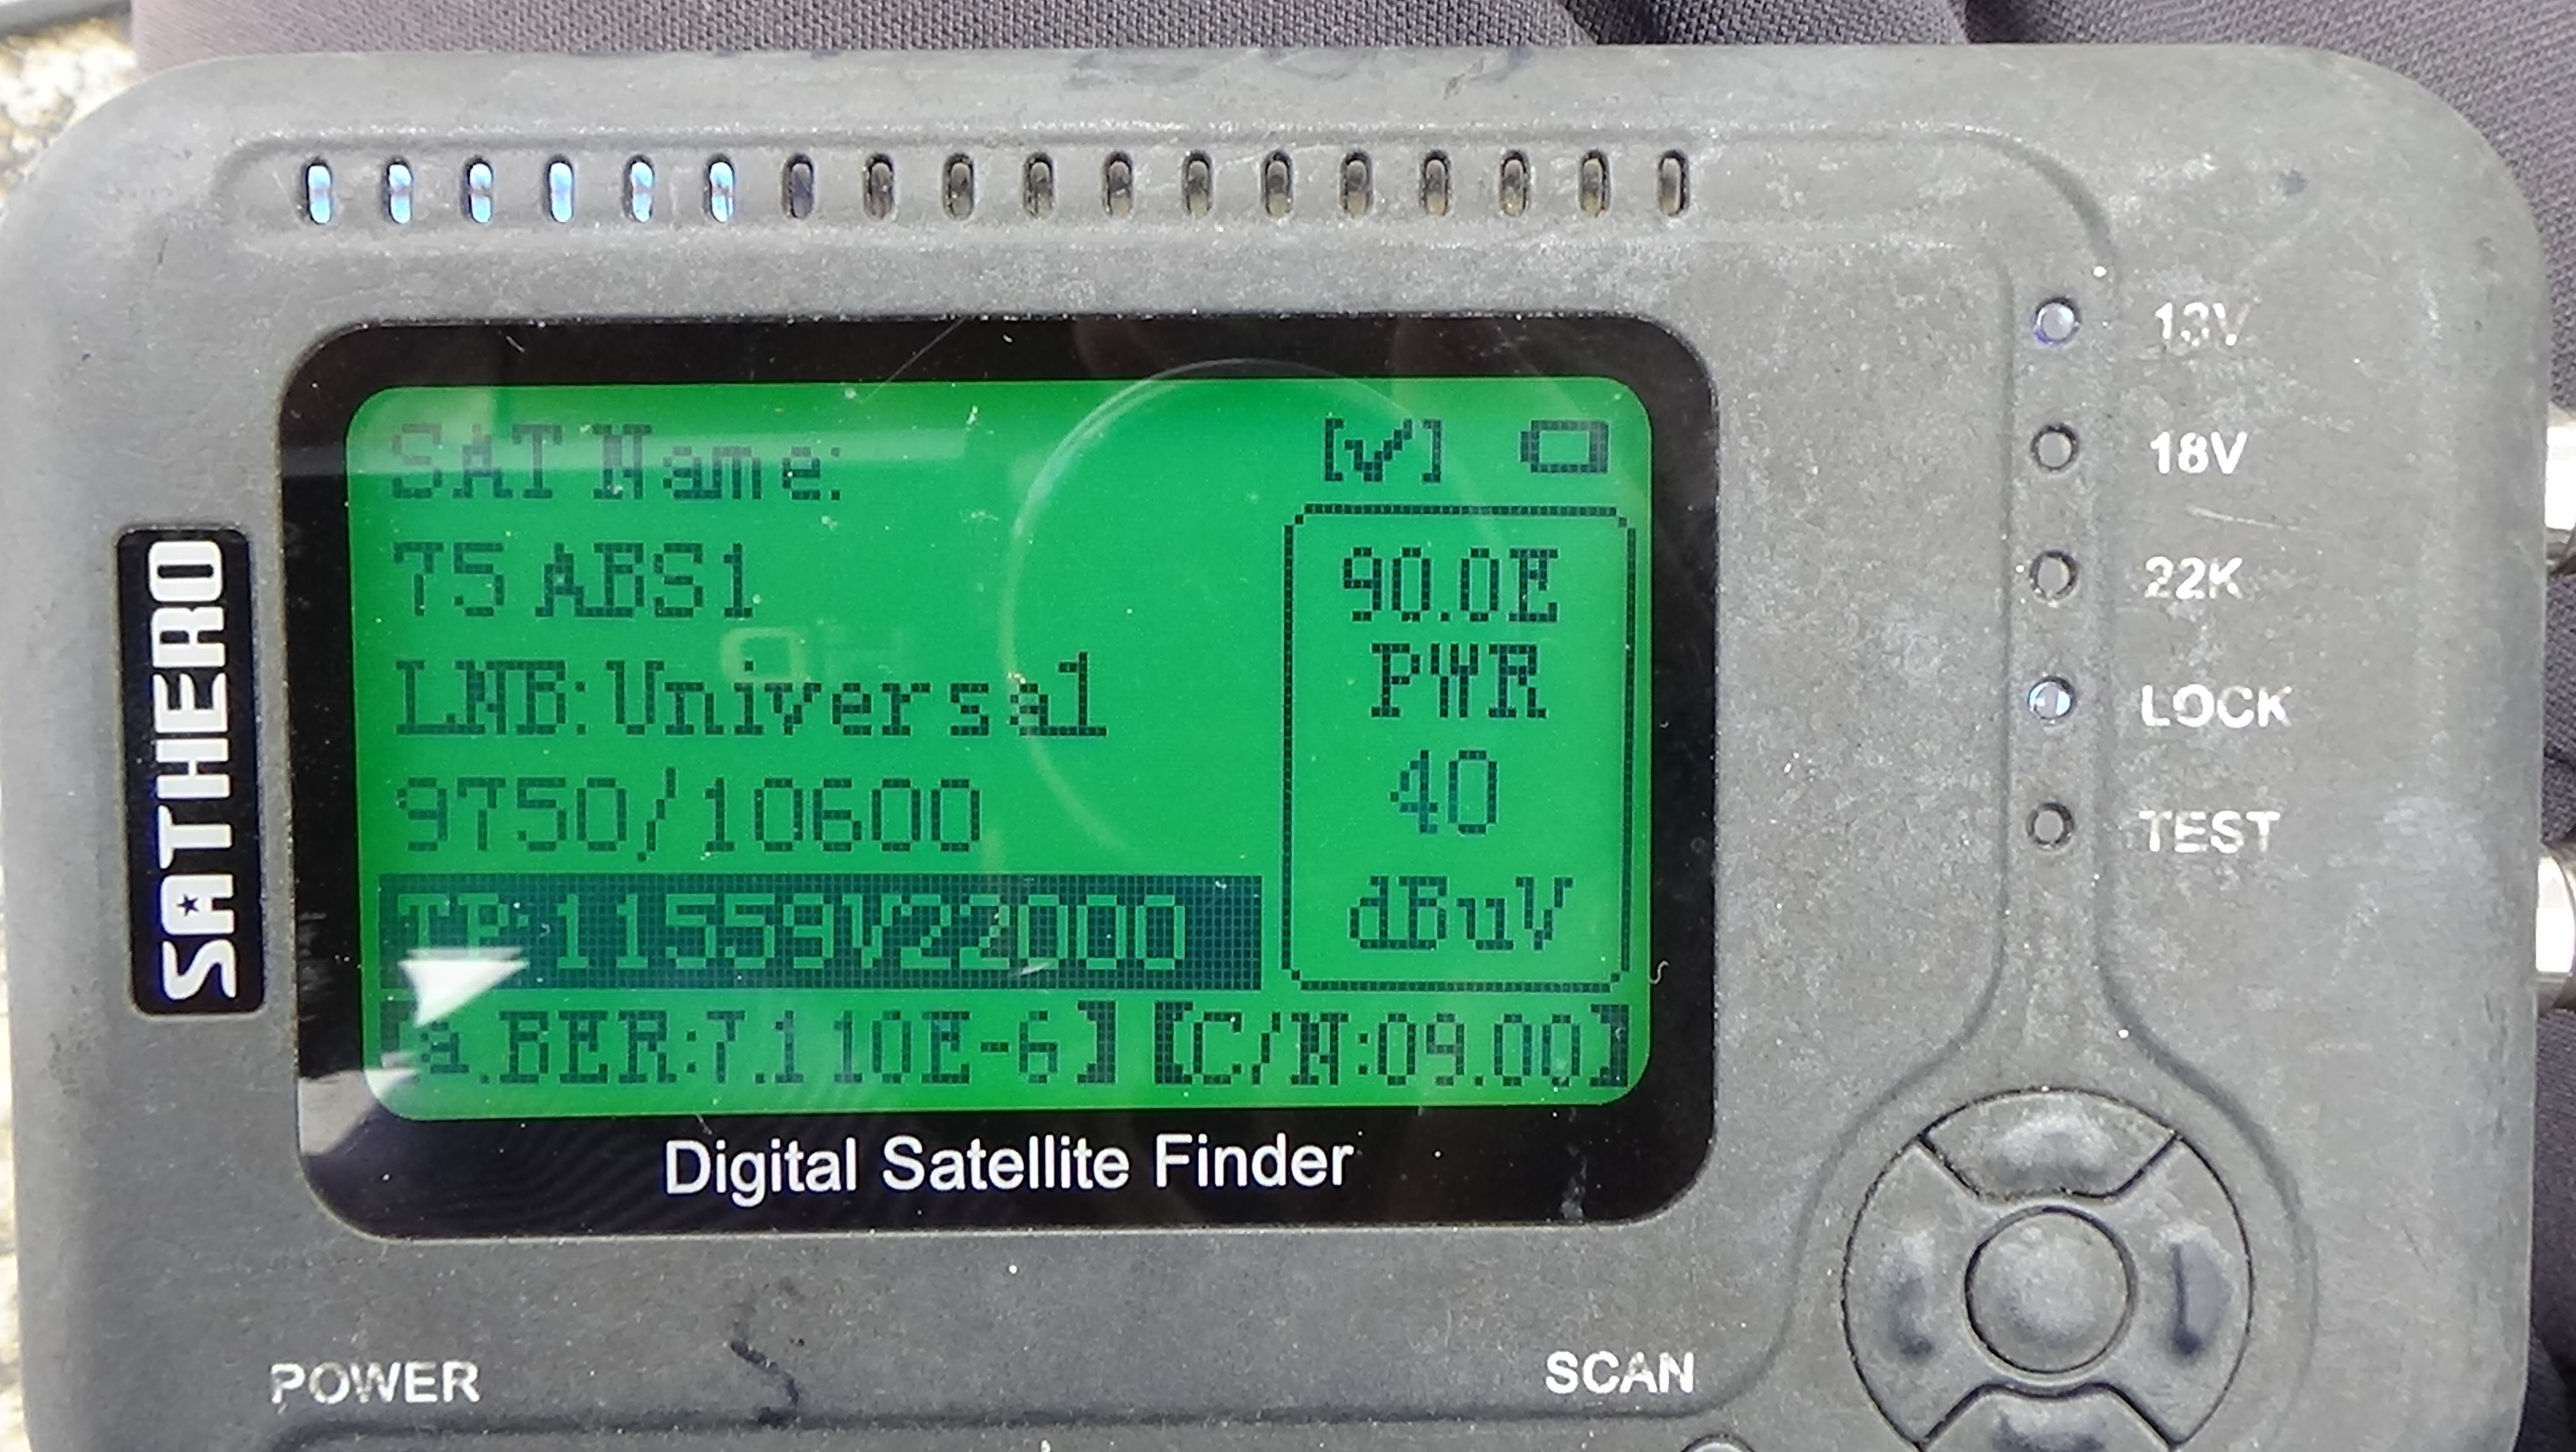 13V
18V
SAT Name: [✓]
75 ABS1
90.0E
22K
LNB:Universal
PWR
LOCK
9750/10600
40
TEST
TP:11559V22000
dBuV
a.BER:7.110E-6】【C/N:09.00】
SATHERO
Digital Satellite Finder
POWER
SCAN